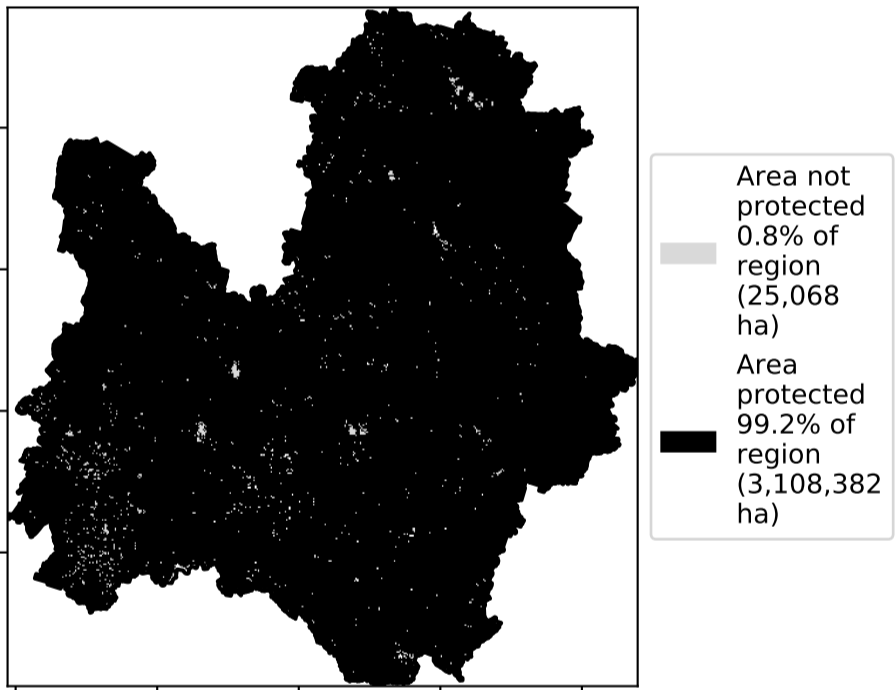 Area not
protected
0.8% of
region
(25,068
ha)
Area
protected
99.2% of
region
(3,108,382
ha)